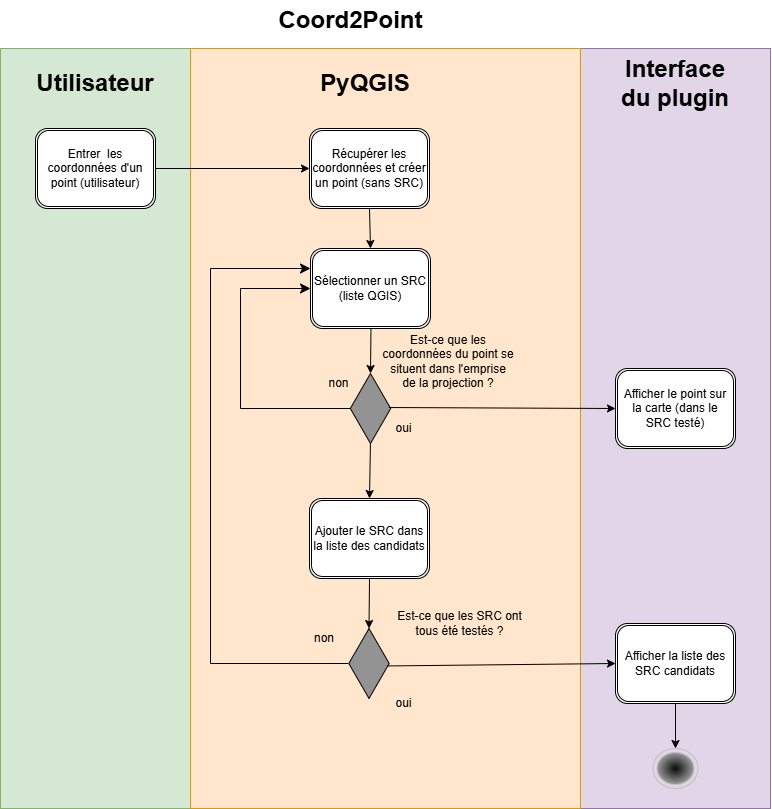 Coord2Point
Utilisateur
PyQGIS
Interface
du plugin
Entrer les
coordonnées d'un
point (utilisateur)
Récupérer les
coordonnées et créer
un point (sans SRC)
Sélectionner un SRC
(liste QGIS)
Est-ce que les
coordonnées du point se
situent dans l'emprise
de la projection ?
non
oui
Afficher le point sur
la carte (dans le
SRC testé)
Ajouter le SRC dans
la liste des candidats
Est-ce que les SRC ont
tous été testés ?
non
oui
Afficher la liste des
SRC candidats